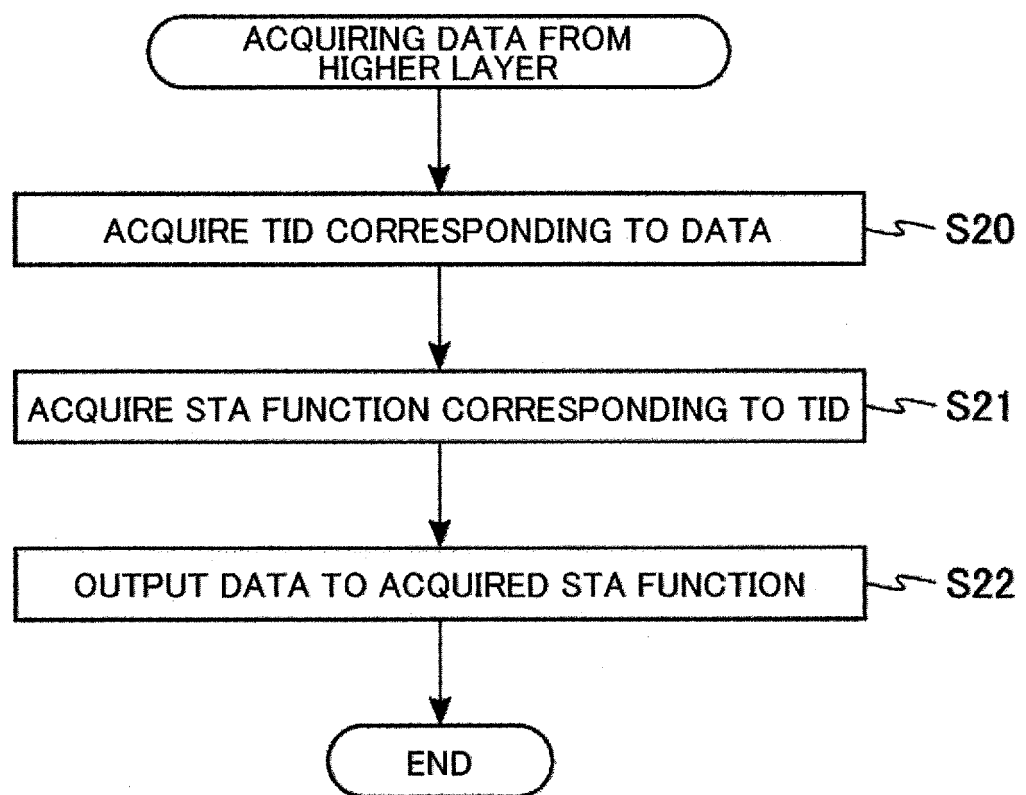 ACQUIRING DATA FROM
HIGHER LAYER
ACQUIRE TID CORRESPONDING TO DATA
S20
ACQUIRE STA FUNCTION CORRESPONDING TO TID
S21
OUTPUT DATA TO ACQUIRED STA FUNCTION
S22
END